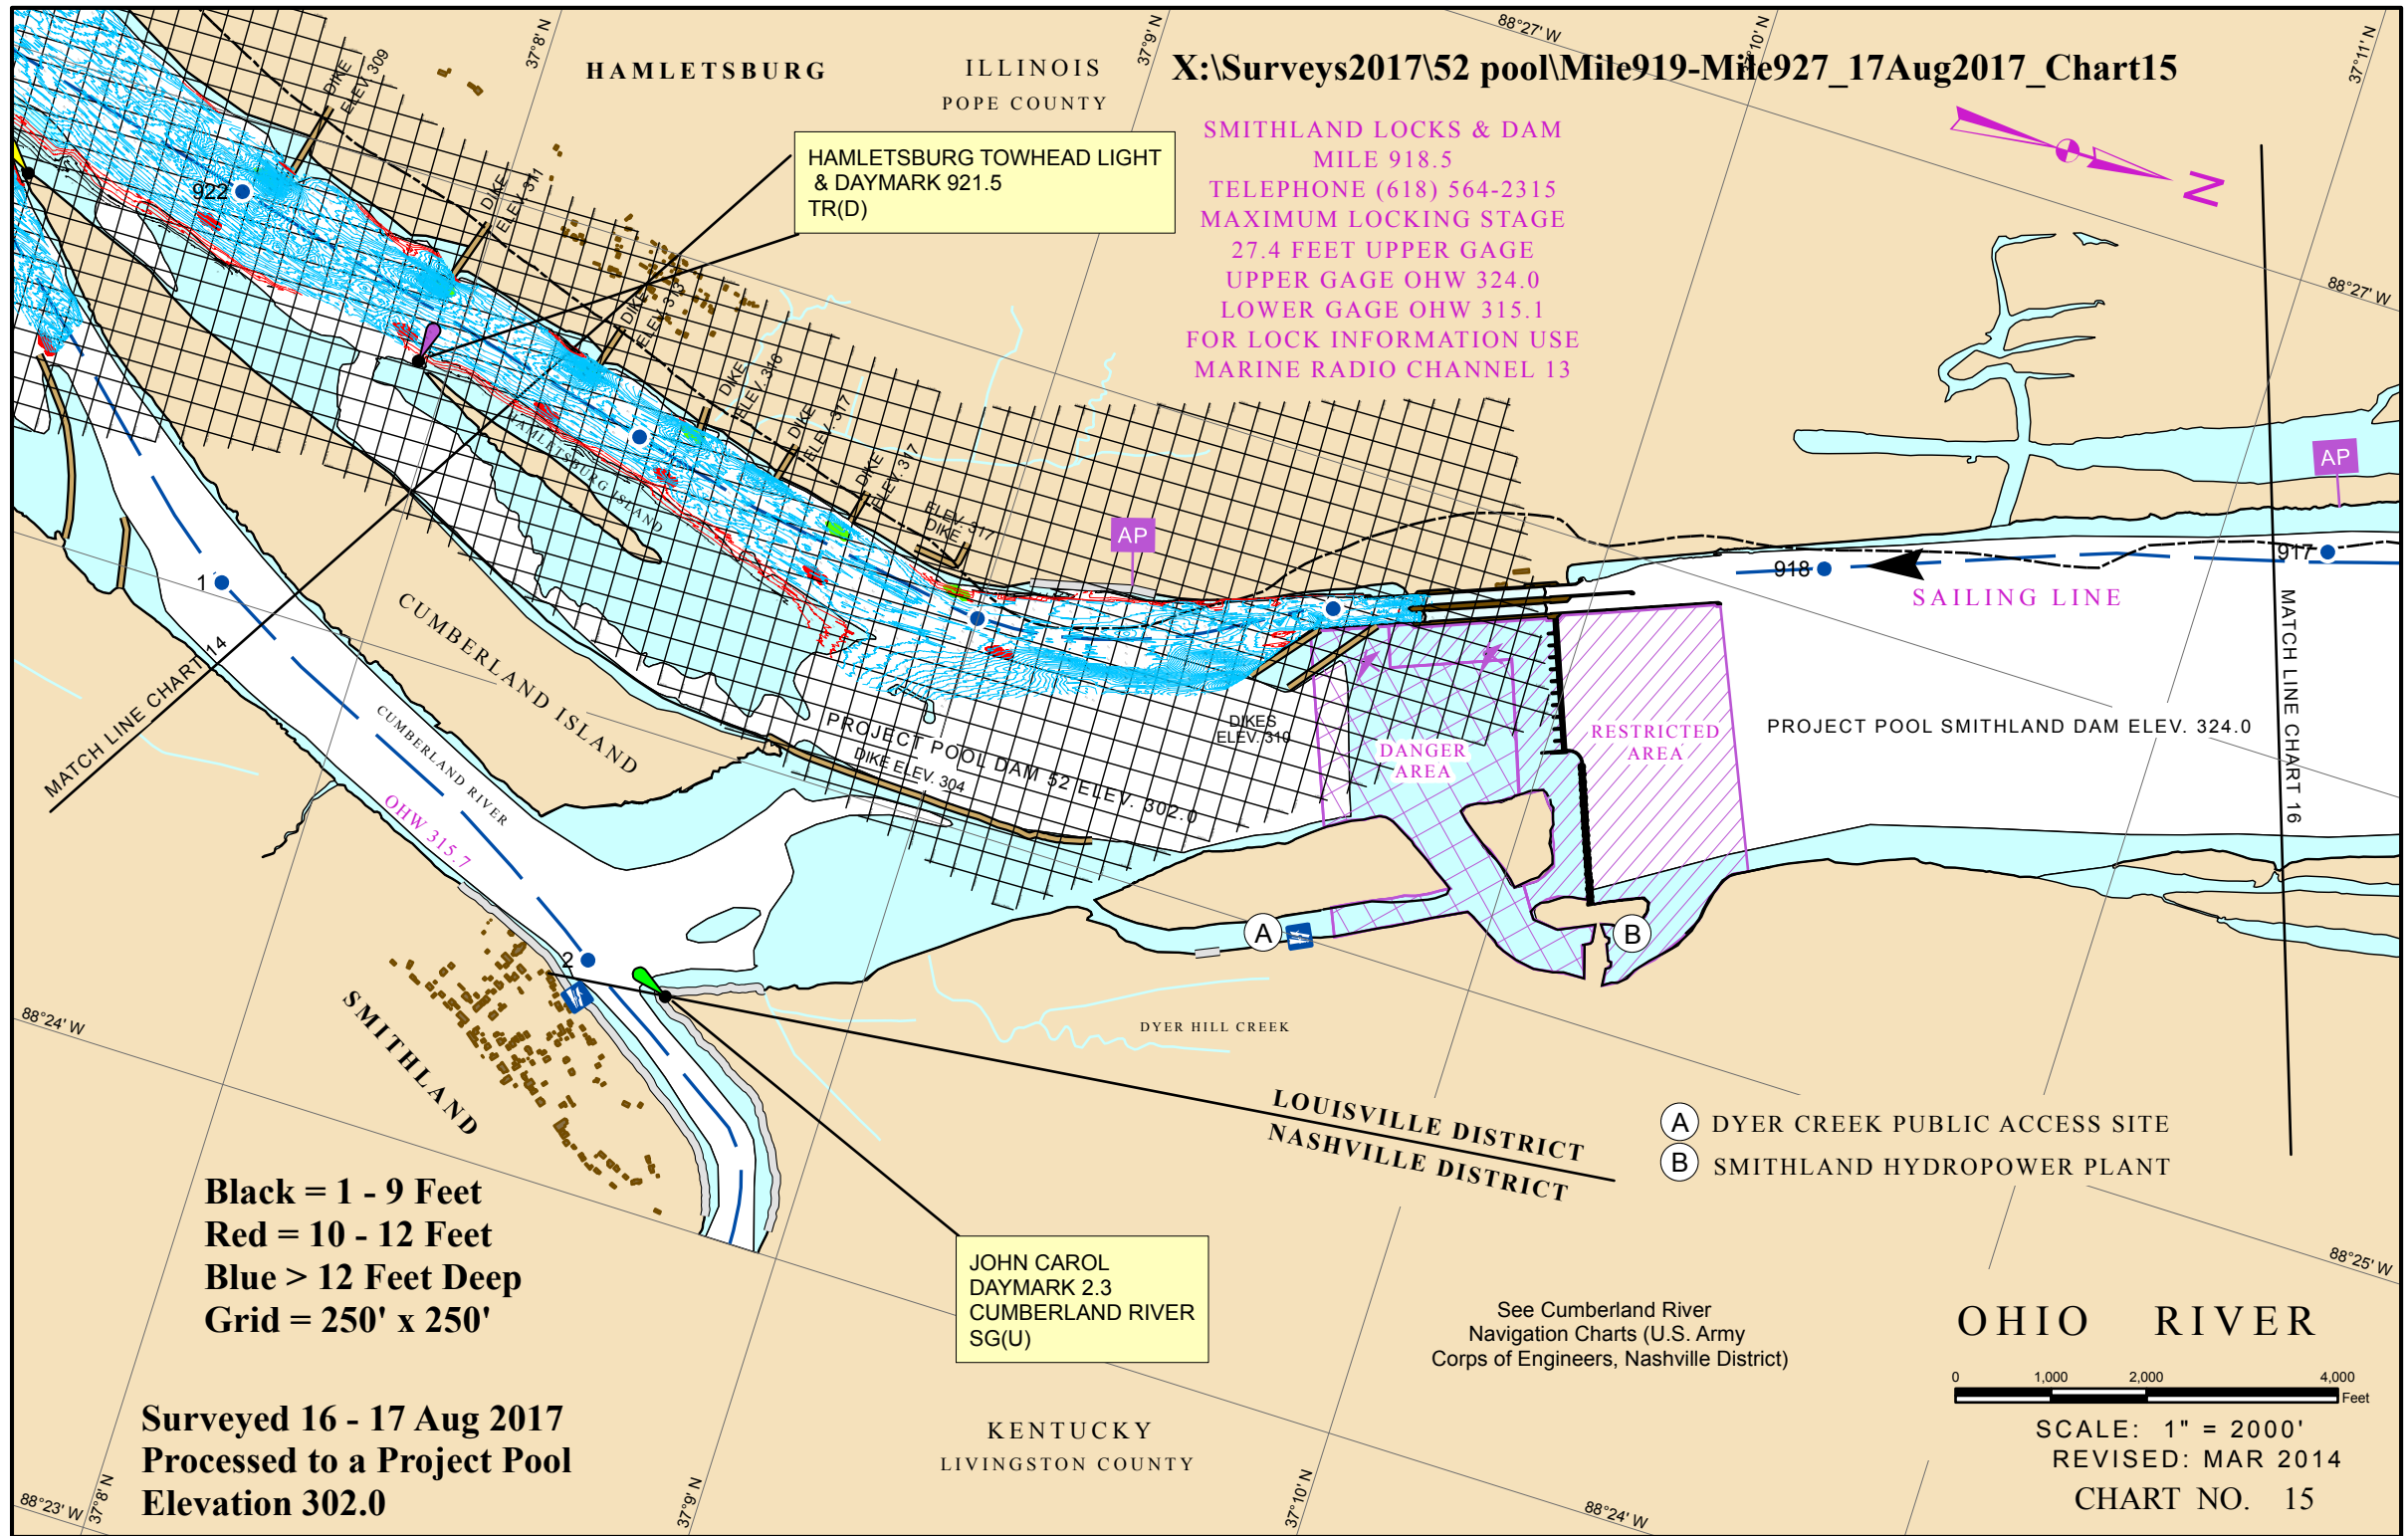 88°27' W
37°8' N
37°9' N
37°10' N
37°11' N
HAMLETSBURG
ILLINOIS
POPE COUNTY
X:\Surveys2017\52 pool\Mile919-Mile927_17Aug2017_Chart15
SMITHLAND LOCKS & DAM
MILE 918.5
TELEPHONE (618) 564-2315
MAXIMUM LOCKING STAGE
27.4 FEET UPPER GAGE
UPPER GAGE OHW 324.0
LOWER GAGE OHW 315.1
FOR LOCK INFORMATION USE
MARINE RADIO CHANNEL 13
N
88°27' W
HAMLETSBURG TOWHEAD LIGHT
& DAYMARK 921.5
TR(D)
DIKE
ELEV. 309
DIKE
ELEV. 311
DIKE
ELEV. 313
DIKE
ELEV. 316
DIKE
ELEV. 317
DIKE
ELEV. 317
ELEV. 317
DIKE
922
HAMLETSBURG ISLAND
AP
AP
918
917
SAILING LINE
MATCH LINE CHART 16
MATCH LINE CHART 14
1
CUMBERLAND ISLAND
CUMBERLAND RIVER
OHW 315.7
PROJECT POOL DAM 52 ELEV. 302.0
DIKE ELEV. 304
DIKES
ELEV. 310
DANGER
AREA
RESTRICTED
AREA
PROJECT POOL SMITHLAND DAM ELEV. 324.0
A
B
2
SMITHLAND
88°24' W
DYER HILL CREEK
LOUISVILLE DISTRICT
NASHVILLE DISTRICT
A DYER CREEK PUBLIC ACCESS SITE
B SMITHLAND HYDROPOWER PLANT
Black = 1 - 9 Feet
Red = 10 - 12 Feet
Blue > 12 Feet Deep
Grid = 250' x 250'
JOHN CAROL
DAYMARK 2.3
CUMBERLAND RIVER
SG(U)
See Cumberland River
Navigation Charts (U.S. Army
Corps of Engineers, Nashville District)
88°25' W
OHIO RIVER
0 1,000 2,000 4,000
Feet
SCALE: 1" = 2000'
REVISED: MAR 2014
CHART NO. 15
Surveyed 16 - 17 Aug 2017
Processed to a Project Pool
Elevation 302.0
KENTUCKY
LIVINGSTON COUNTY
88°23' W
37°8' N
37°9' N
37°10' N
88°24' W